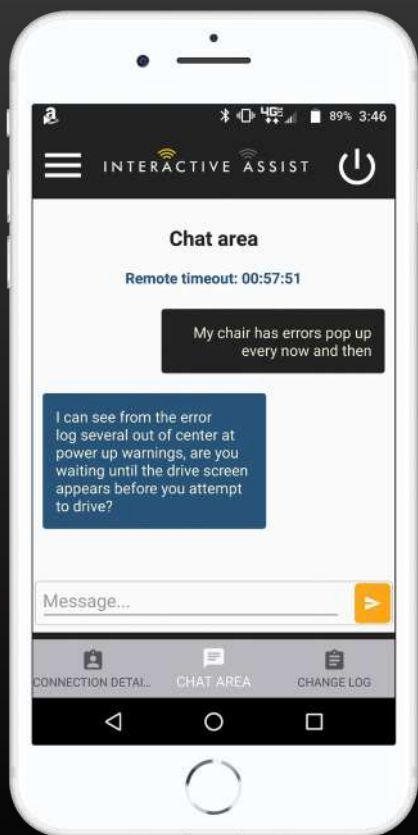 4G 89% 3:46
INTERACTIVE ASSIST
Chat area
Remote timeout: 00:57:51
My chair has errors pop up
every now and then
I can see from the error
log several out of center at
power up warnings, are you
waiting until the drive screen
appears before you attempt
to drive?
Message...
CONNECTION DETAI... CHAT AREA CHANGE LOG